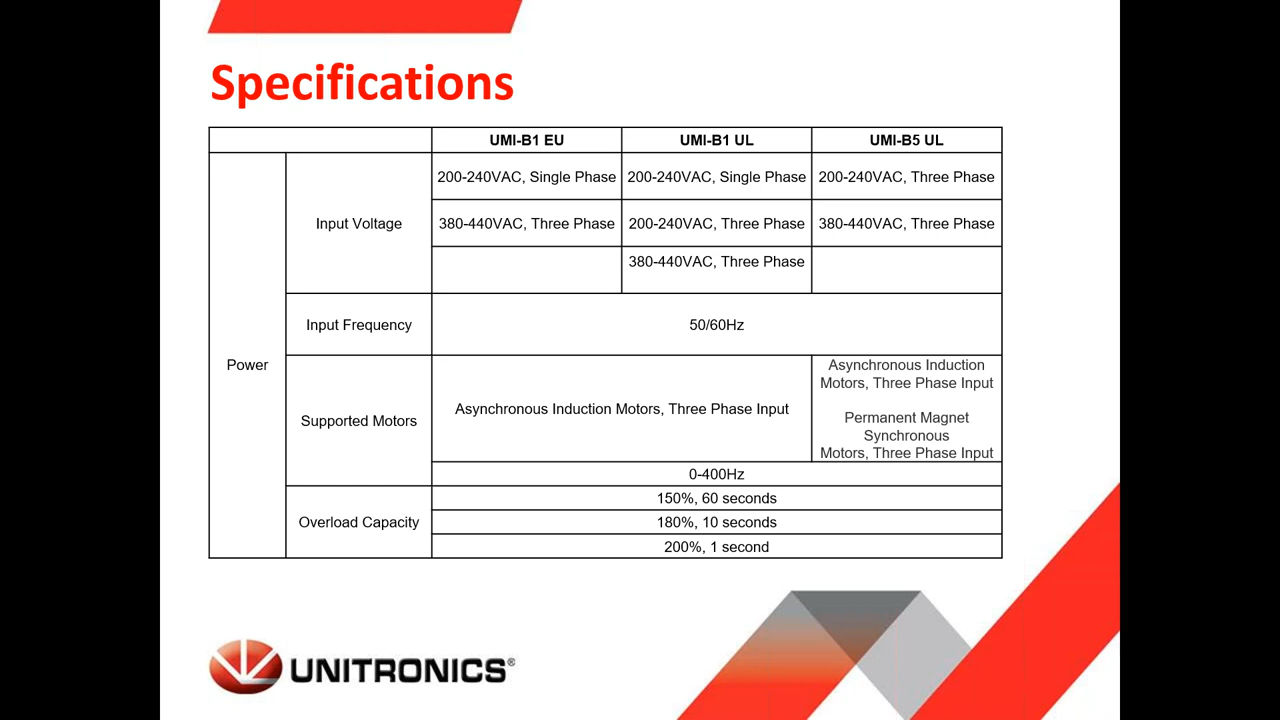 Specifications
UMI-B1 EU
UMI-B1 UL
UMI-B5 UL
Power
Input Voltage
200-240VAC, Single Phase
200-240VAC, Single Phase
200-240VAC, Three Phase
380-440VAC, Three Phase
200-240VAC, Three Phase
380-440VAC, Three Phase
380-440VAC, Three Phase
Input Frequency
50/60Hz
Supported Motors
Asynchronous Induction Motors, Three Phase Input
Asynchronous Induction
Motors, Three Phase Input
Permanent Magnet
Synchronous
Motors, Three Phase Input
0-400Hz
Overload Capacity
150%, 60 seconds
180%, 10 seconds
200%, 1 second
UNITRONICS®